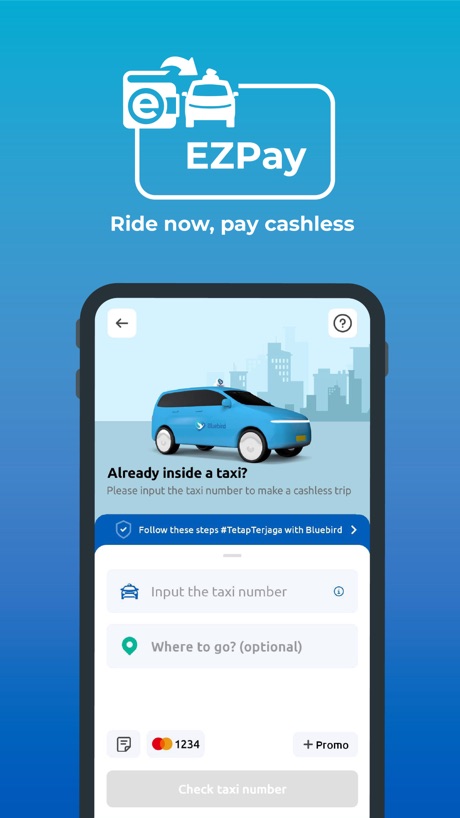 e
EZPay
Ride now, pay cashless
Bluebird
Already inside a taxi?
Please input the taxi number to make a cashless trip
Follow these steps #TetapTerjaga with Bluebird
Input the taxi number
Where to go? (optional)
1234
+ Promo
Check taxi number